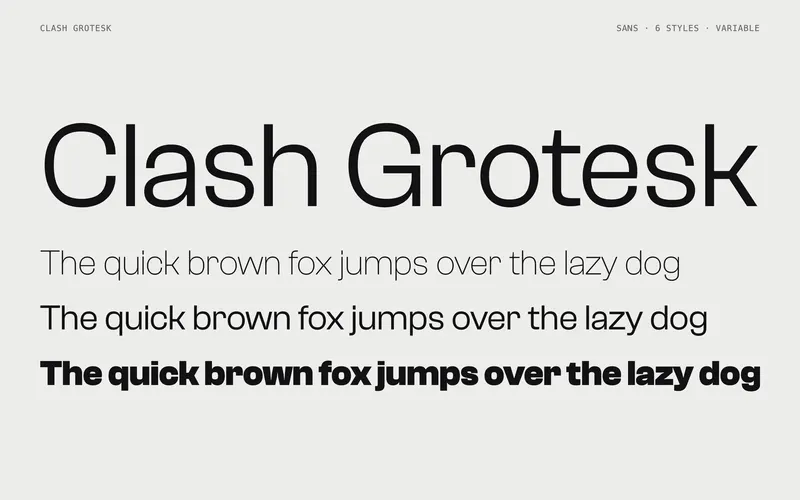 CLASH GROTESK
SANS · 6 STYLES · VARIABLE
Clash Grotesk
The quick brown fox jumps over the lazy dog
The quick brown fox jumps over the lazy dog
The quick brown fox jumps over the lazy dog